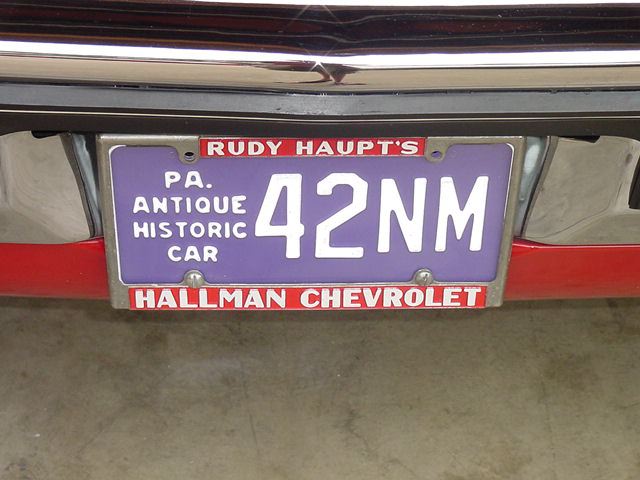 RUDY HAUPT'S
PA.
ANTIQUE
HISTORIC
CAR
42NM
HALLMAN CHEVROLET